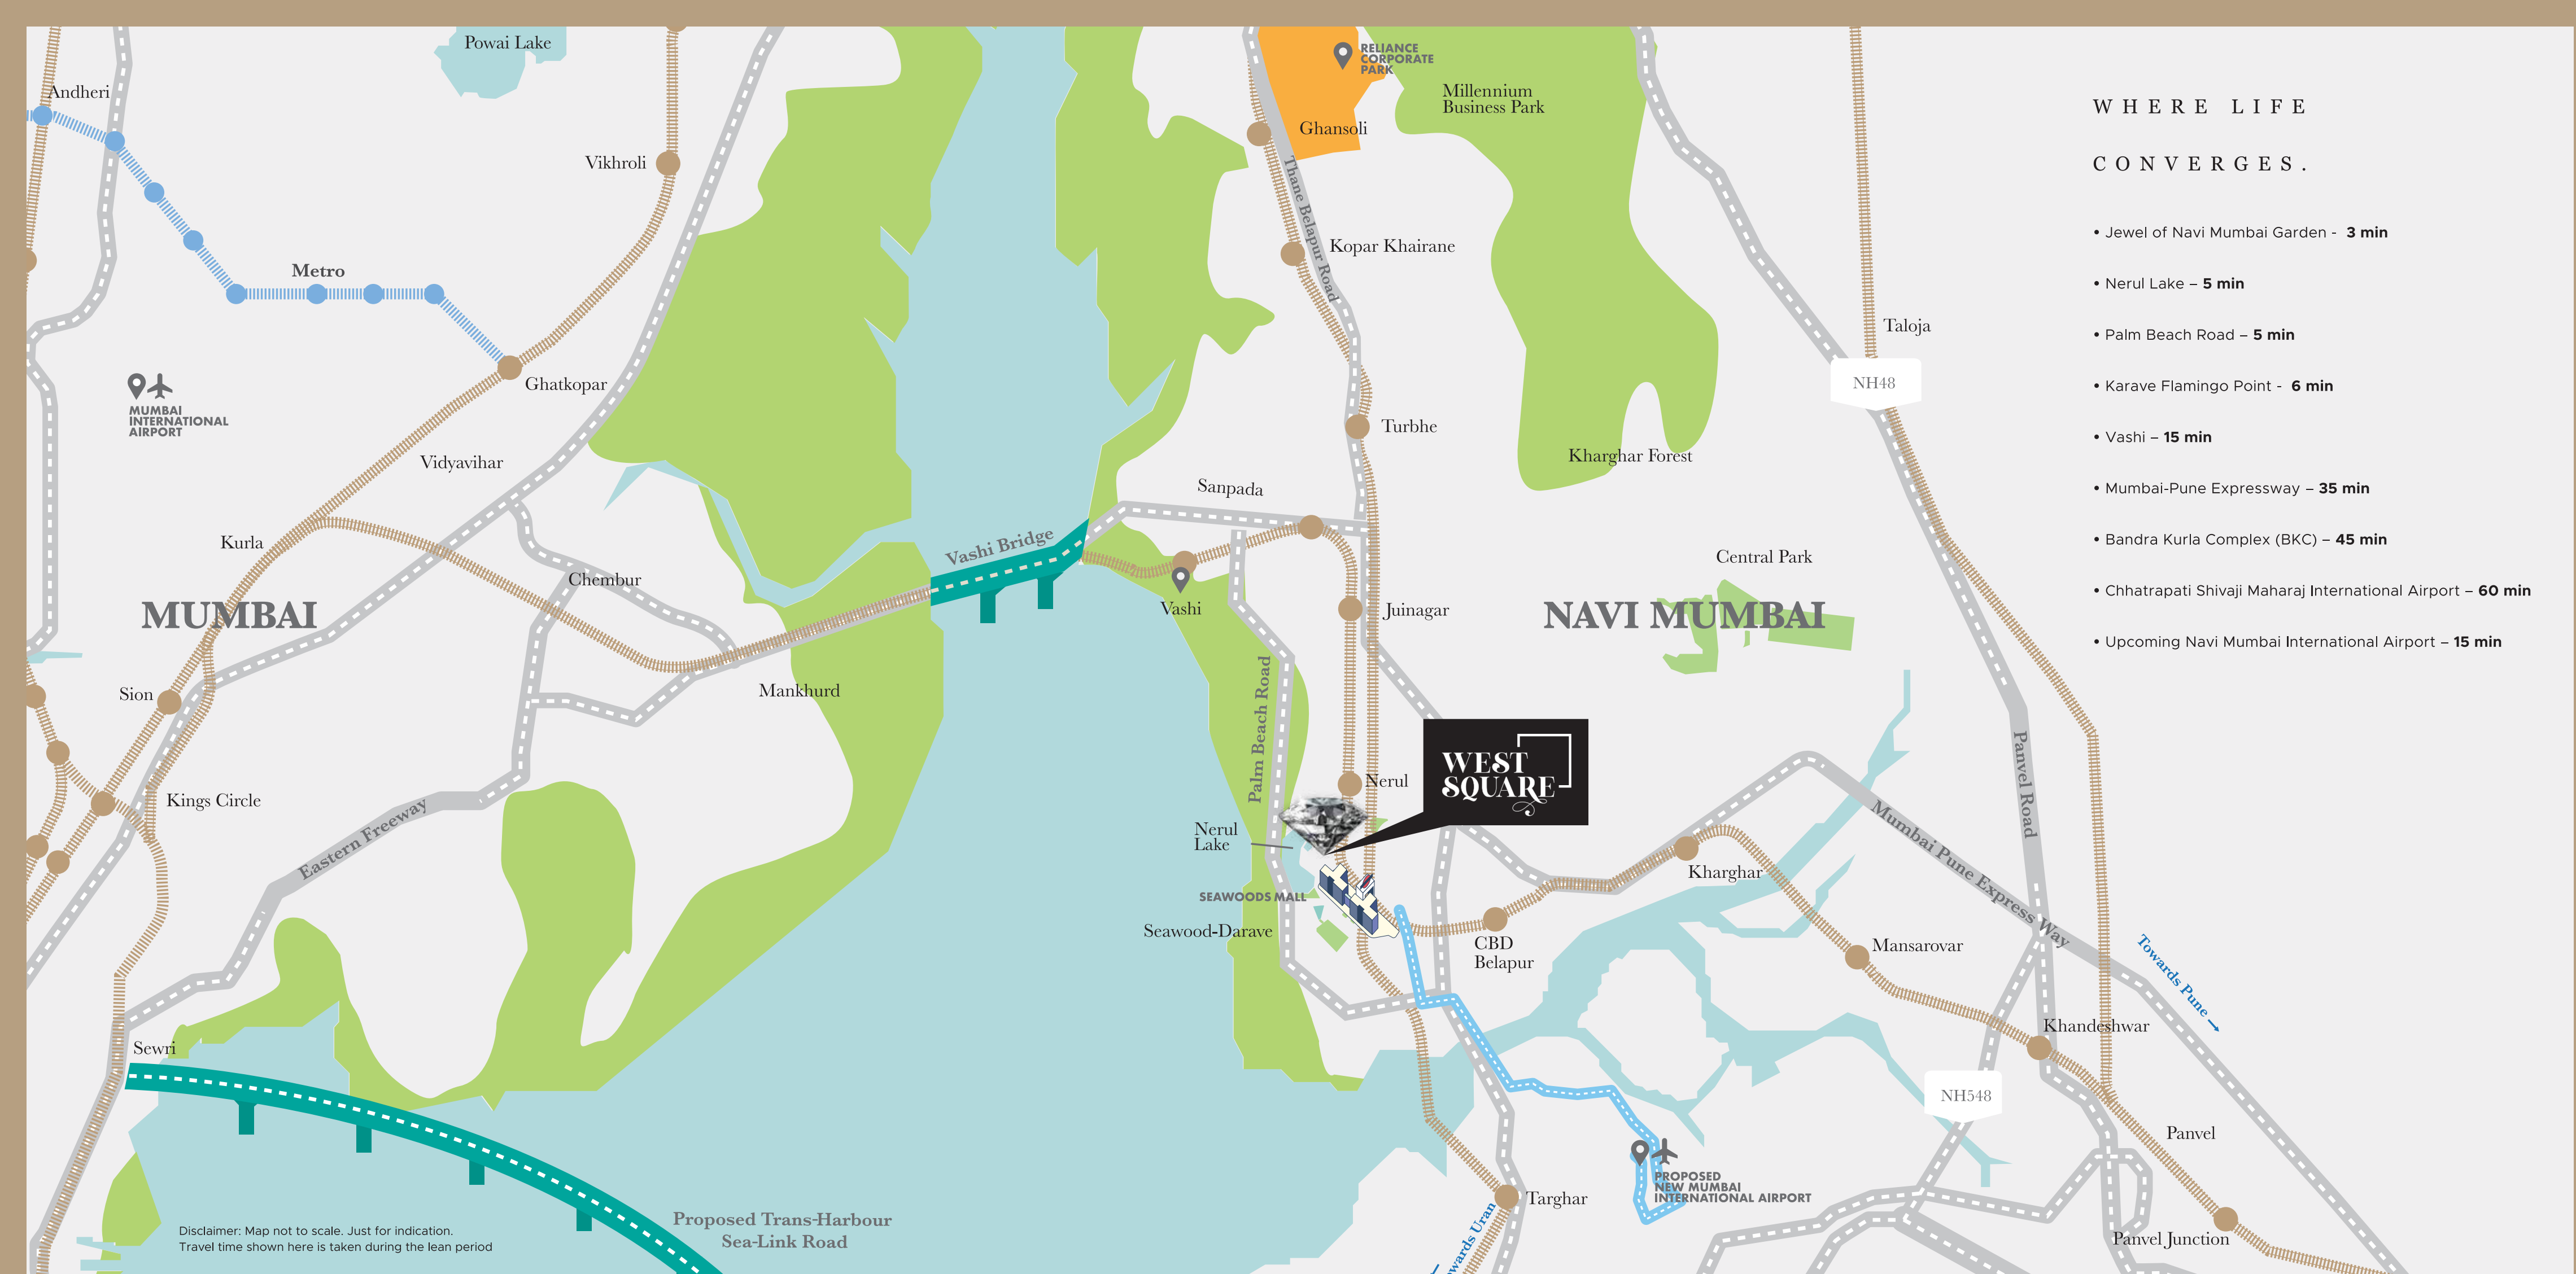 Powai Lake
RELIANCE
CORPORATE
PARK
Andheri
Millennium
Business Park
WHERE LIFE
CONVERGES.
Ghansoli
Vikhroli
Thane Belapur Road
Kopar Khairane
• Jewel of Navi Mumbai Garden - 3 min
• Nerul Lake – 5 min
• Palm Beach Road – 5 min
• Karave Flamingo Point - 6 min
• Vashi – 15 min
• Mumbai-Pune Expressway – 35 min
• Bandra Kurla Complex (BKC) – 45 min
• Chhatrapati Shivaji Maharaj International Airport – 60 min
• Upcoming Navi Mumbai International Airport – 15 min
Metro
Taloja
NH48
Ghatkopar
MUMBAI
INTERNATIONAL
AIRPORT
Turbhe
Vidyavihar
Kharghar Forest
Sanpada
Kurla
Vashi Bridge
Central Park
Chembur
MUMBAI
Vashi
Juinagar
NAVI MUMBAI
Sion
Mankhurd
Palm Beach Road
Panvel Road
WEST
SQUARE
Nerul
Kings Circle
Eastern Freeway
Nerul
Lake
Mumbai Pune Express Way
Kharghar
SEAWOODS MALL
Seawood-Darave
CBD
Belapur
Mansarovar
Towards Pune
Khandeshwar
Sewri
NH548
Panvel
PROPOSED
NEW MUMBAI
INTERNATIONAL AIRPORT
Targhar
Proposed Trans-Harbour
Sea-Link Road
Panvel Junction
Disclaimer: Map not to scale. Just for indication.
Travel time shown here is taken during the lean period
Uran